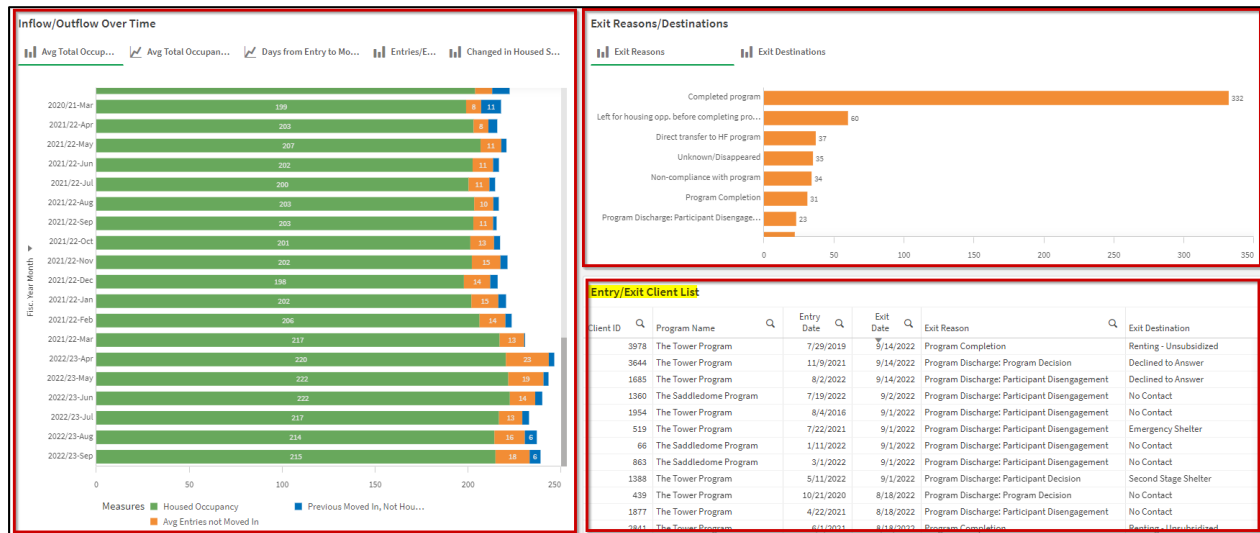 Inflow/Outflow Over Time
Avg Total Occup...
Avg Total Occupan...
Days from Entry to Mo...
Entries/E...
Changed in Housed S...
Fisc. Year Month
2020/21-Mar 199 8 11
2021/22-Apr 203 8
2021/22-May 207 11
2021/22-Jun 202 11
2021/22-Jul 200 11
2021/22-Aug 203 10
2021/22-Sep 203 11
2021/22-Oct 201 13
2021/22-Nov 202 15
2021/22-Dec 198 14
2021/22-Jan 202 15
2021/22-Feb 206 14
2021/22-Mar 217 13
2022/23-Apr 220 25
2022/23-May 222 19
2022/23-Jun 222 14
2022/23-Jul 217 13
2022/23-Aug 214 16 6
2022/23-Sep 215 18 6
0 50 100 150 200 250
Measures Housed Occupancy Previous Moved In, Not Hou...
Avg Entries not Moved In
Exit Reasons/Destinations
Exit Reasons
Exit Destinations
Completed program 332
Left for housing opp. before completing pro... 60
Direct transfer to HF program 37
Unknown/Disappeared 35
Non-compliance with program 34
Program Completion 31
Program Discharge: Participant Disengage... 23
0 50 100 150 200 250 300 350
Entry/Exit Client List
Client ID Program Name Entry Date Exit Date Exit Reason Exit Destination
3978 The Tower Program 7/29/2019 9/14/2022 Program Completion Renting - Unsubsidized
3644 The Tower Program 11/9/2021 9/14/2022 Program Discharge: Program Decision Declined to Answer
1685 The Tower Program 8/2/2022 9/14/2022 Program Discharge: Participant Disengagement Declined to Answer
1360 The Saddledome Program 7/19/2022 9/2/2022 Program Discharge: Participant Disengagement No Contact
1954 The Tower Program 8/4/2016 9/1/2022 Program Discharge: Participant Disengagement No Contact
519 The Tower Program 7/22/2021 9/1/2022 Program Discharge: Participant Disengagement Emergency Shelter
66 The Saddledome Program 1/11/2022 9/1/2022 Program Discharge: Participant Disengagement No Contact
863 The Saddledome Program 3/1/2022 9/1/2022 Program Discharge: Participant Disengagement No Contact
1388 The Tower Program 5/11/2022 9/1/2022 Program Discharge: Participant Decision Second Stage Shelter
439 The Tower Program 10/21/2020 8/18/2022 Program Discharge: Program Decision No Contact
1877 The Tower Program 4/22/2021 8/18/2022 Program Discharge: Participant Disengagement No Contact
2841 The Tower Program 6/1/2021 8/18/2022 Program Completion Renting - Unsubsidized